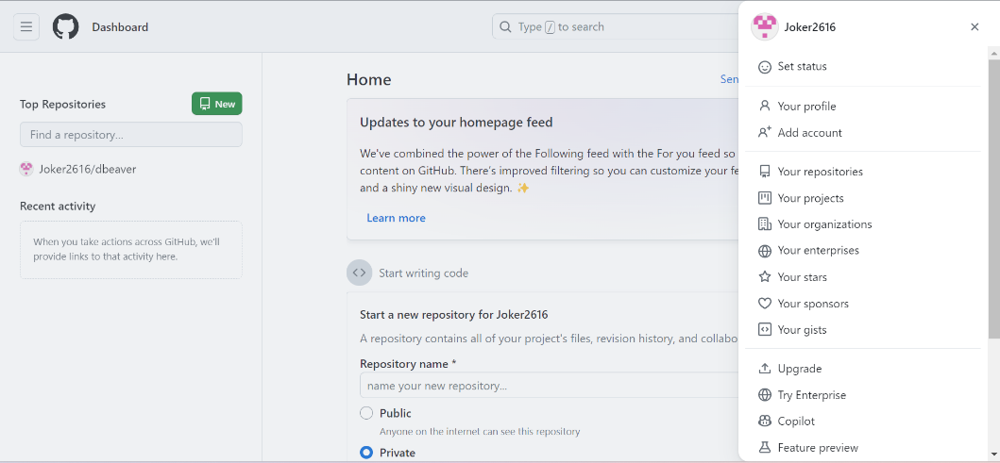 Dashboard
Type / to search
Top Repositories
New
Find a repository...
Joker2616/dbeaver
Recent activity
When you take actions across GitHub, we'll
provide links to that activity here.
Home
Sen
Updates to your homepage feed
We've combined the power of the Following feed with the For you feed so
content on GitHub. There's improved filtering so you can customize your fe
and a shiny new visual design. ✨
Learn more
Start writing code
Start a new repository for Joker2616
A repository contains all of your project's files, revision history, and collabo
Repository name *
name your new repository...
Public
Anyone on the internet can see this repository
Private
Joker2616
Set status
Your profile
Add account
Your repositories
Your projects
Your organizations
Your enterprises
Your stars
Your sponsors
Your gists
Upgrade
Try Enterprise
Copilot
Feature preview